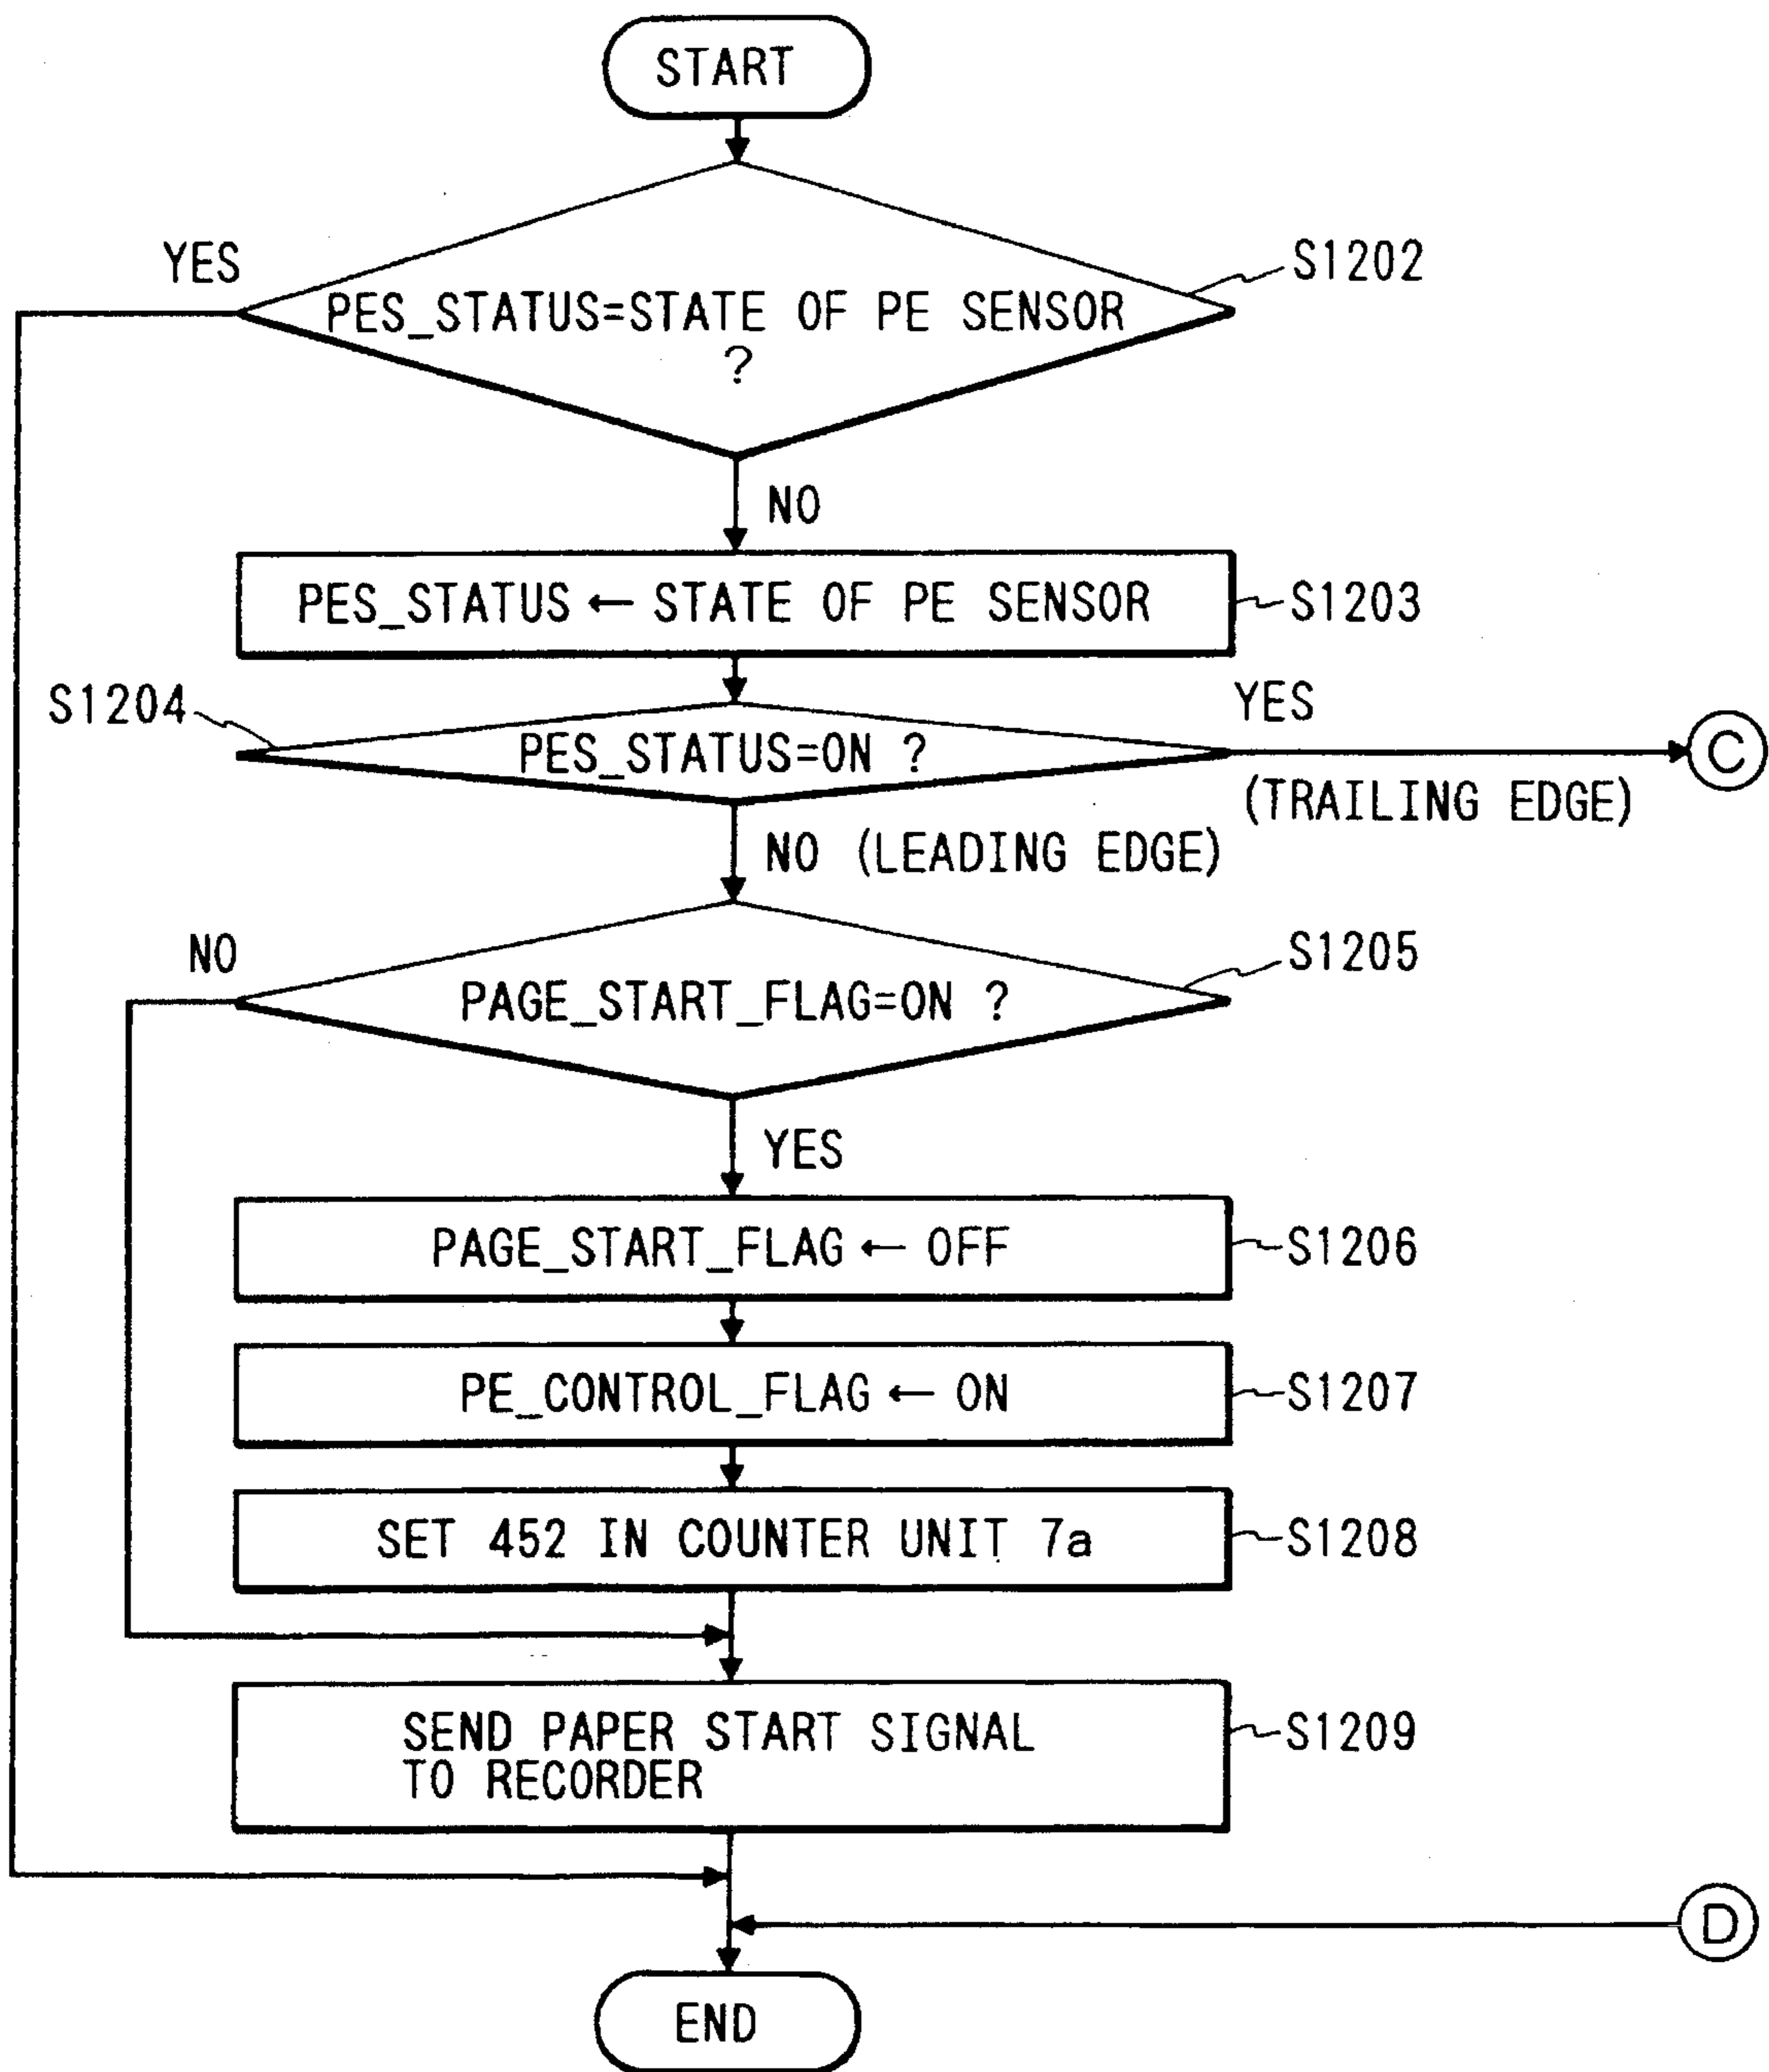 START
YES
S1202
PES_STATUS=STATE OF PE SENSOR
?
NO
PES_STATUS ← STATE OF PE SENSOR
S1203
S1204
YES
PES_STATUS=ON ?
C
(TRAILING EDGE)
NO (LEADING EDGE)
NO
S1205
PAGE_START_FLAG=ON ?
YES
PAGE_START_FLAG ← OFF
S1206
PE_CONTROL_FLAG ← ON
S1207
SET 452 IN COUNTER UNIT 7a
S1208
SEND PAPER START SIGNAL
TO RECORDER
S1209
D
END